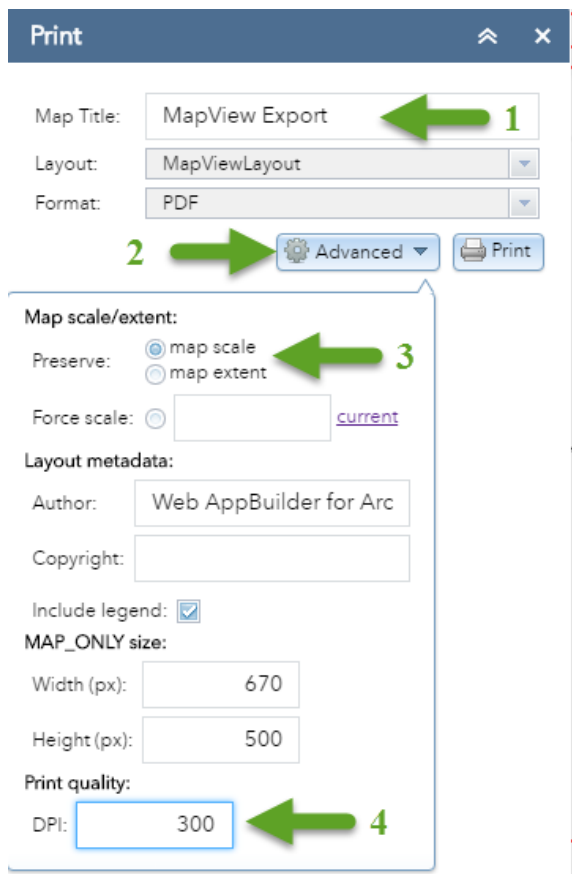 Print
Map Title: MapView Export 1
Layout: MapViewLayout
Format: PDF
2 Advanced Print
Map scale/extent:
Preserve: map scale 3
map extent
Force scale: current
Layout metadata:
Author: Web AppBuilder for Arc
Copyright:
Include legend:
MAP_ONLY size:
Width (px): 670
Height (px): 500
Print quality:
DPI: 300 4